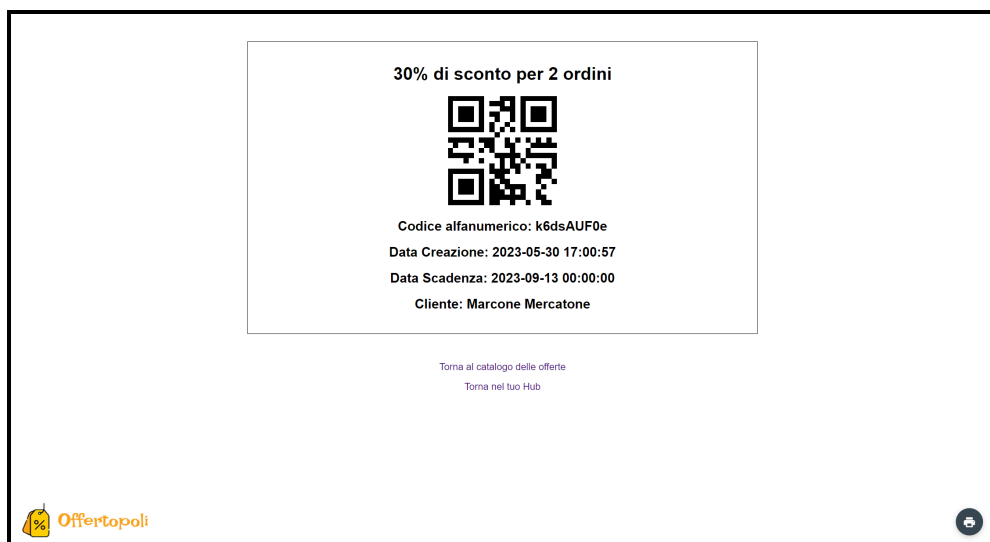 30% di sconto per 2 ordini
Codice alfanumerico: k6dsAUF0e
Data Creazione: 2023-05-30 17:00:57
Data Scadenza: 2023-09-13 00:00:00
Cliente: Marcone Mercatone
Torna al catalogo delle offerte
Torna nel tuo Hub
% Offertopoli